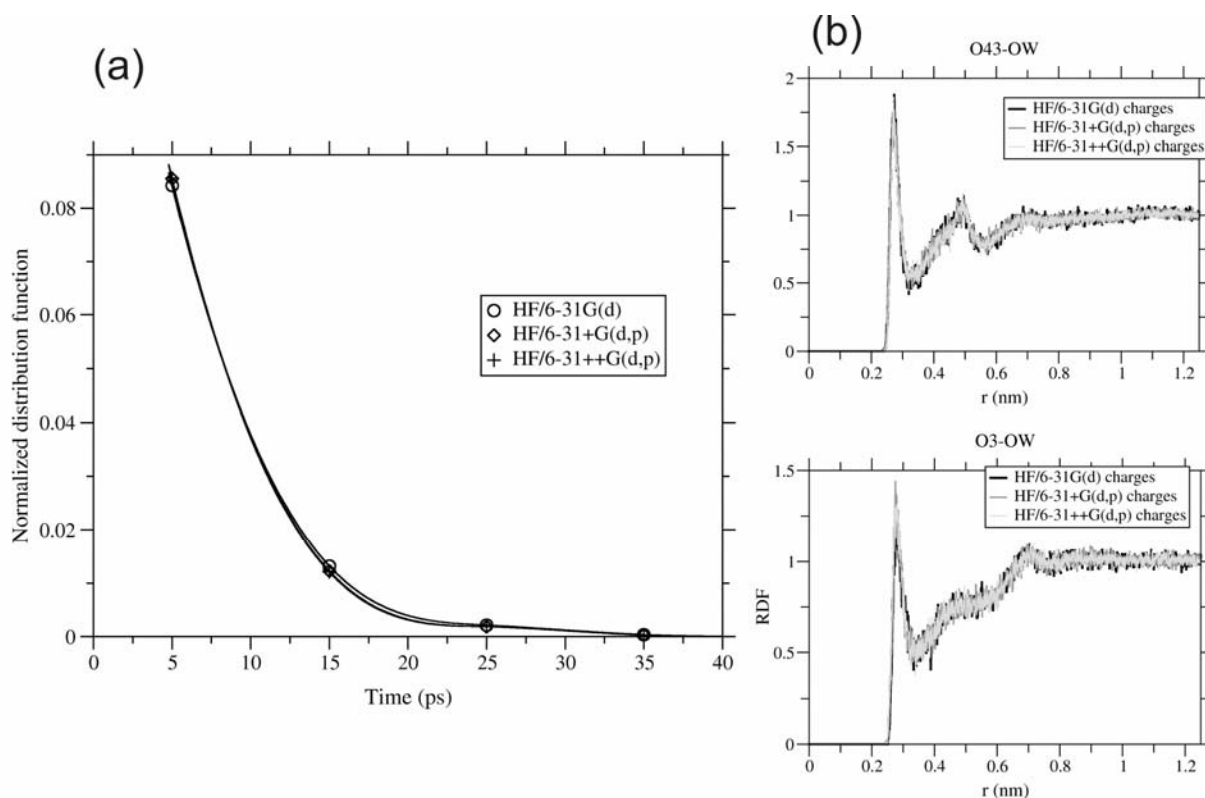 (a)
0.08
0.06
0.04
0.02
0
Normalized distribution function
HF/6-31G(d)
HF/6-31+G(d,p)
HF/6-31++G(d,p)
0 5 10 15 20 25 30 35 40
Time (ps)
(b)
O43-OW
2
1.5
1
0.5
0
HF/6-31G(d) charges
HF/6-31+G(d,p) charges
HF/6-31++G(d,p) charges
0 0.2 0.4 0.6 0.8 1 1.2
r (nm)
O3-OW
1.5
1
0.5
0
RDF
HF/6-31G(d) charges
HF/6-31+G(d,p) charges
HF/6-31++G(d,p) charges
0 0.2 0.4 0.6 0.8 1 1.2
r (nm)